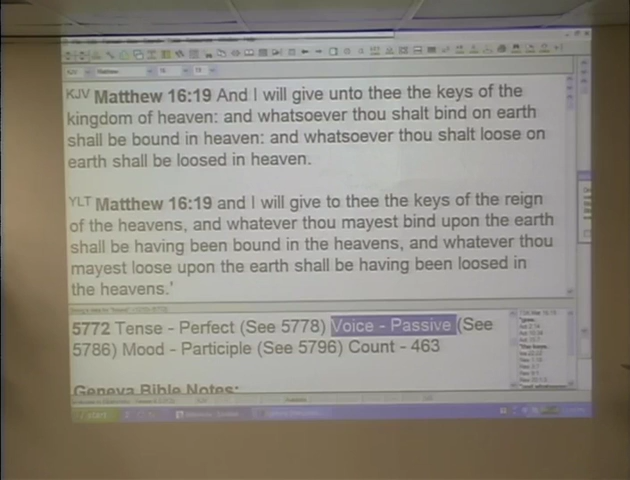 KJV Matthew 16:19 And I will give unto thee the keys of the
kingdom of heaven: and whatsoever thou shalt bind on earth
shall be bound in heaven: and whatsoever thou shalt loose on
earth shall be loosed in heaven.
YLT Matthew 16:19 and I will give to thee the keys of the reign
of the heavens, and whatever thou mayest bind upon the earth
shall be having been bound in the heavens, and whatever thou
mayest loose upon the earth shall be having been loosed in
the heavens.'
5772 Tense - Perfect (See 5778) Voice - Passive (See
5786) Mood - Participle (See 5796) Count - 463
Geneva Bible Notes:
start